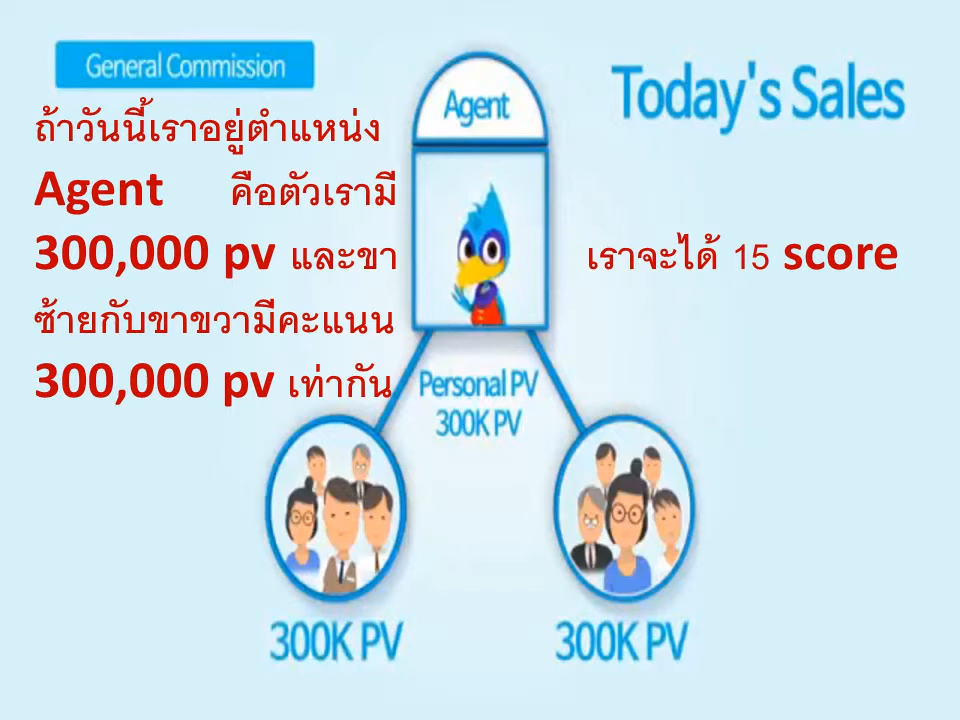 General Commission
Agent
Today's Sales
ถ้าวันนี้เราอยู่ตำแหน่ง
Agent คือตัวเรามี
300,000 pv และขา
ซ้ายกับขาขวามีคะแนน
300,000 pv เท่ากัน
เราจะได้ 15 score
Personal PV
300K PV
300K PV
300K PV